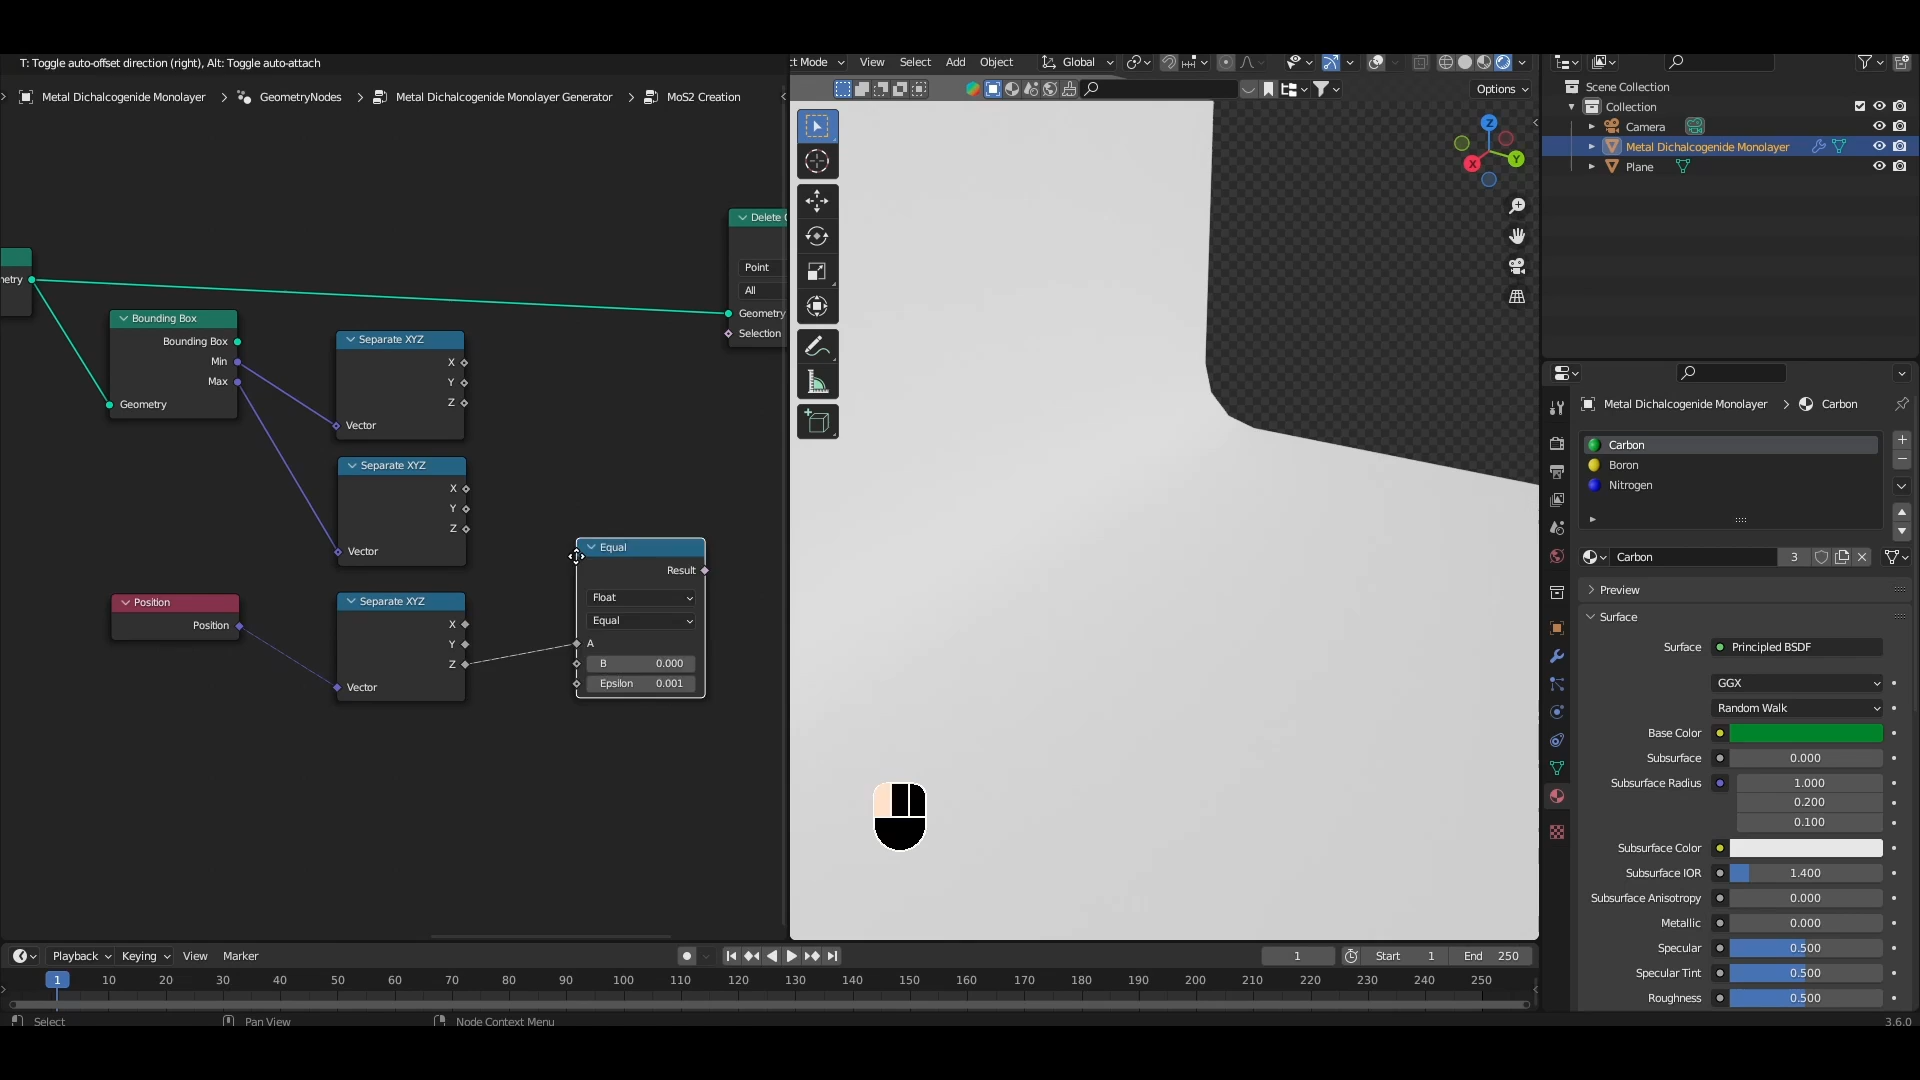 T: Toggle auto-offset direction (right), Alt: Toggle auto-attach
Metal Dichalcogenide Monolayer
GeometryNodes
Metal Dichalcogenide Monolayer Generator
MoS2 Creation
Delete
Point
All
Geometry
Selection
Bounding Box
Bounding Box
Min
Max
Geometry
Separate XYZ
X
Y
Z
Vector
Separate XYZ
X
Y
Z
Vector
Position
Position
Separate XYZ
X
Y
Z
Vector
Equal
Result
Float
Equal
A
B 0.000
Epsilon 0.001
ct Mode View Select Add Object Global
Options
Z
Y
X
Scene Collection
Collection
Camera
Metal Dichalcogenide Monolayer
Plane
Metal Dichalcogenide Monolayer Carbon
Carbon
Boron
Nitrogen
Carbon 3
Preview
Surface
Surface Principled BSDF
GGX
Random Walk
Base Color
Subsurface 0.000
Subsurface Radius 1.000
0.200
0.100
Subsurface Color
Subsurface IOR 1.400
Subsurface Anisotropy 0.000
Metallic 0.000
Specular 0.500
Specular Tint 0.500
Roughness 0.500
Playback Keying View Marker 1 Start 1 End 250
1 10 20 30 40 50 60 70 80 90 100 110 120 130 140 150 160 170 180 190 200 210 220 230 240 250
Select Pan View Node Context Menu 3.6.0